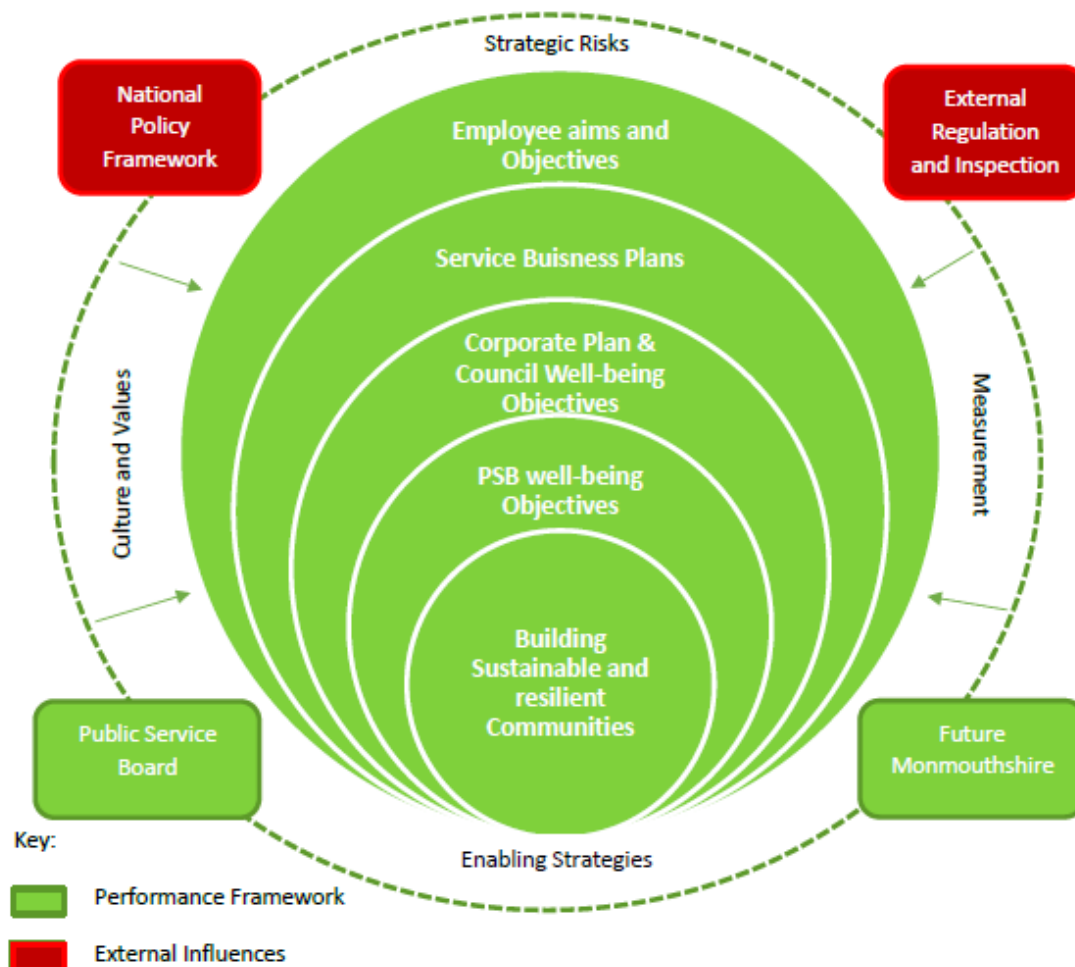 Strategic Risks
National
Policy
Framework
External
Regulation
and Inspection
Employee aims and
Objectives
Service Buisness Plans
Corporate Plan &
Council Well-being
Objectives
Culture and Values
Measurement
PSB well-being
Objectives
Building
Sustainable and
resilient
Communities
Public Service
Board
Future
Monmouthshire
Enabling Strategies
Key:
Performance Framework
External Influences